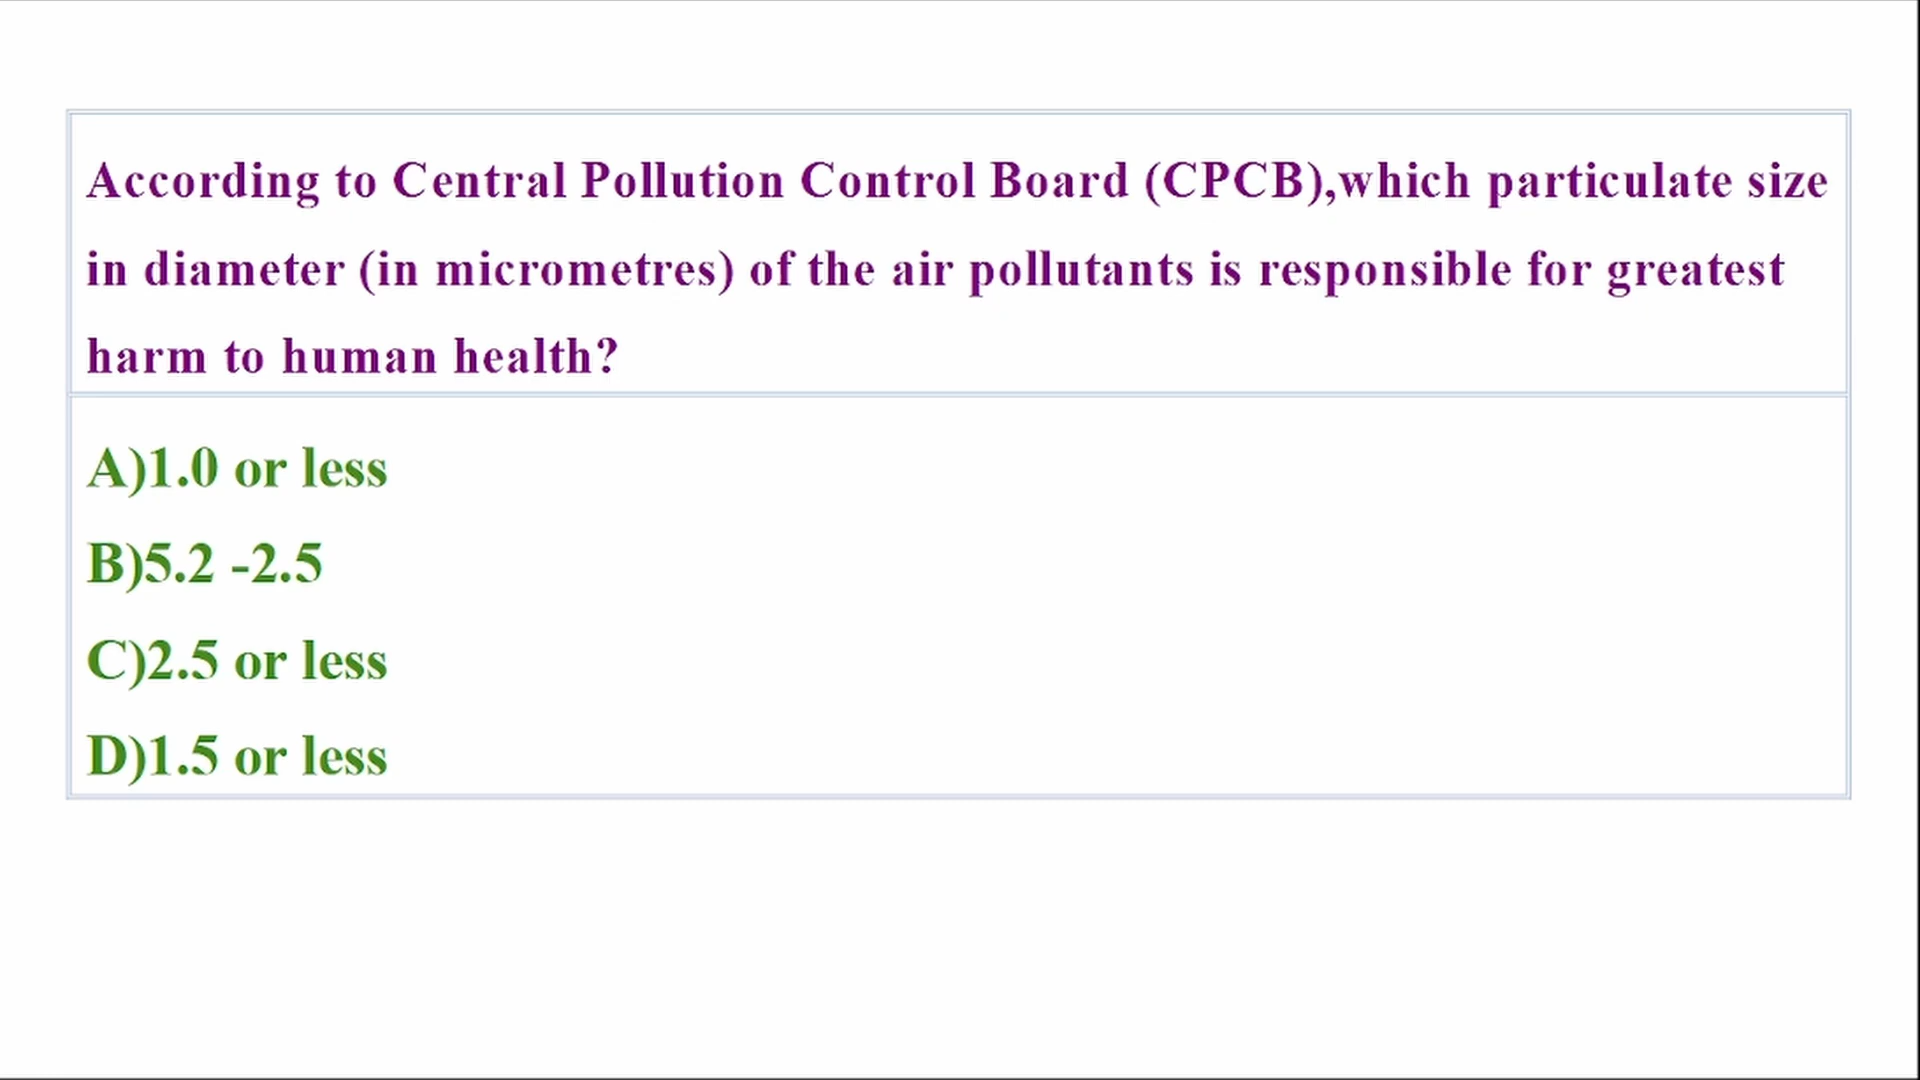 According to Central Pollution Control Board (CPCB),which particulate size
in diameter (in micrometres) of the air pollutants is responsible for greatest
harm to human health?
A)1.0 or less
B)5.2 -2.5
C)2.5 or less
D)1.5 or less